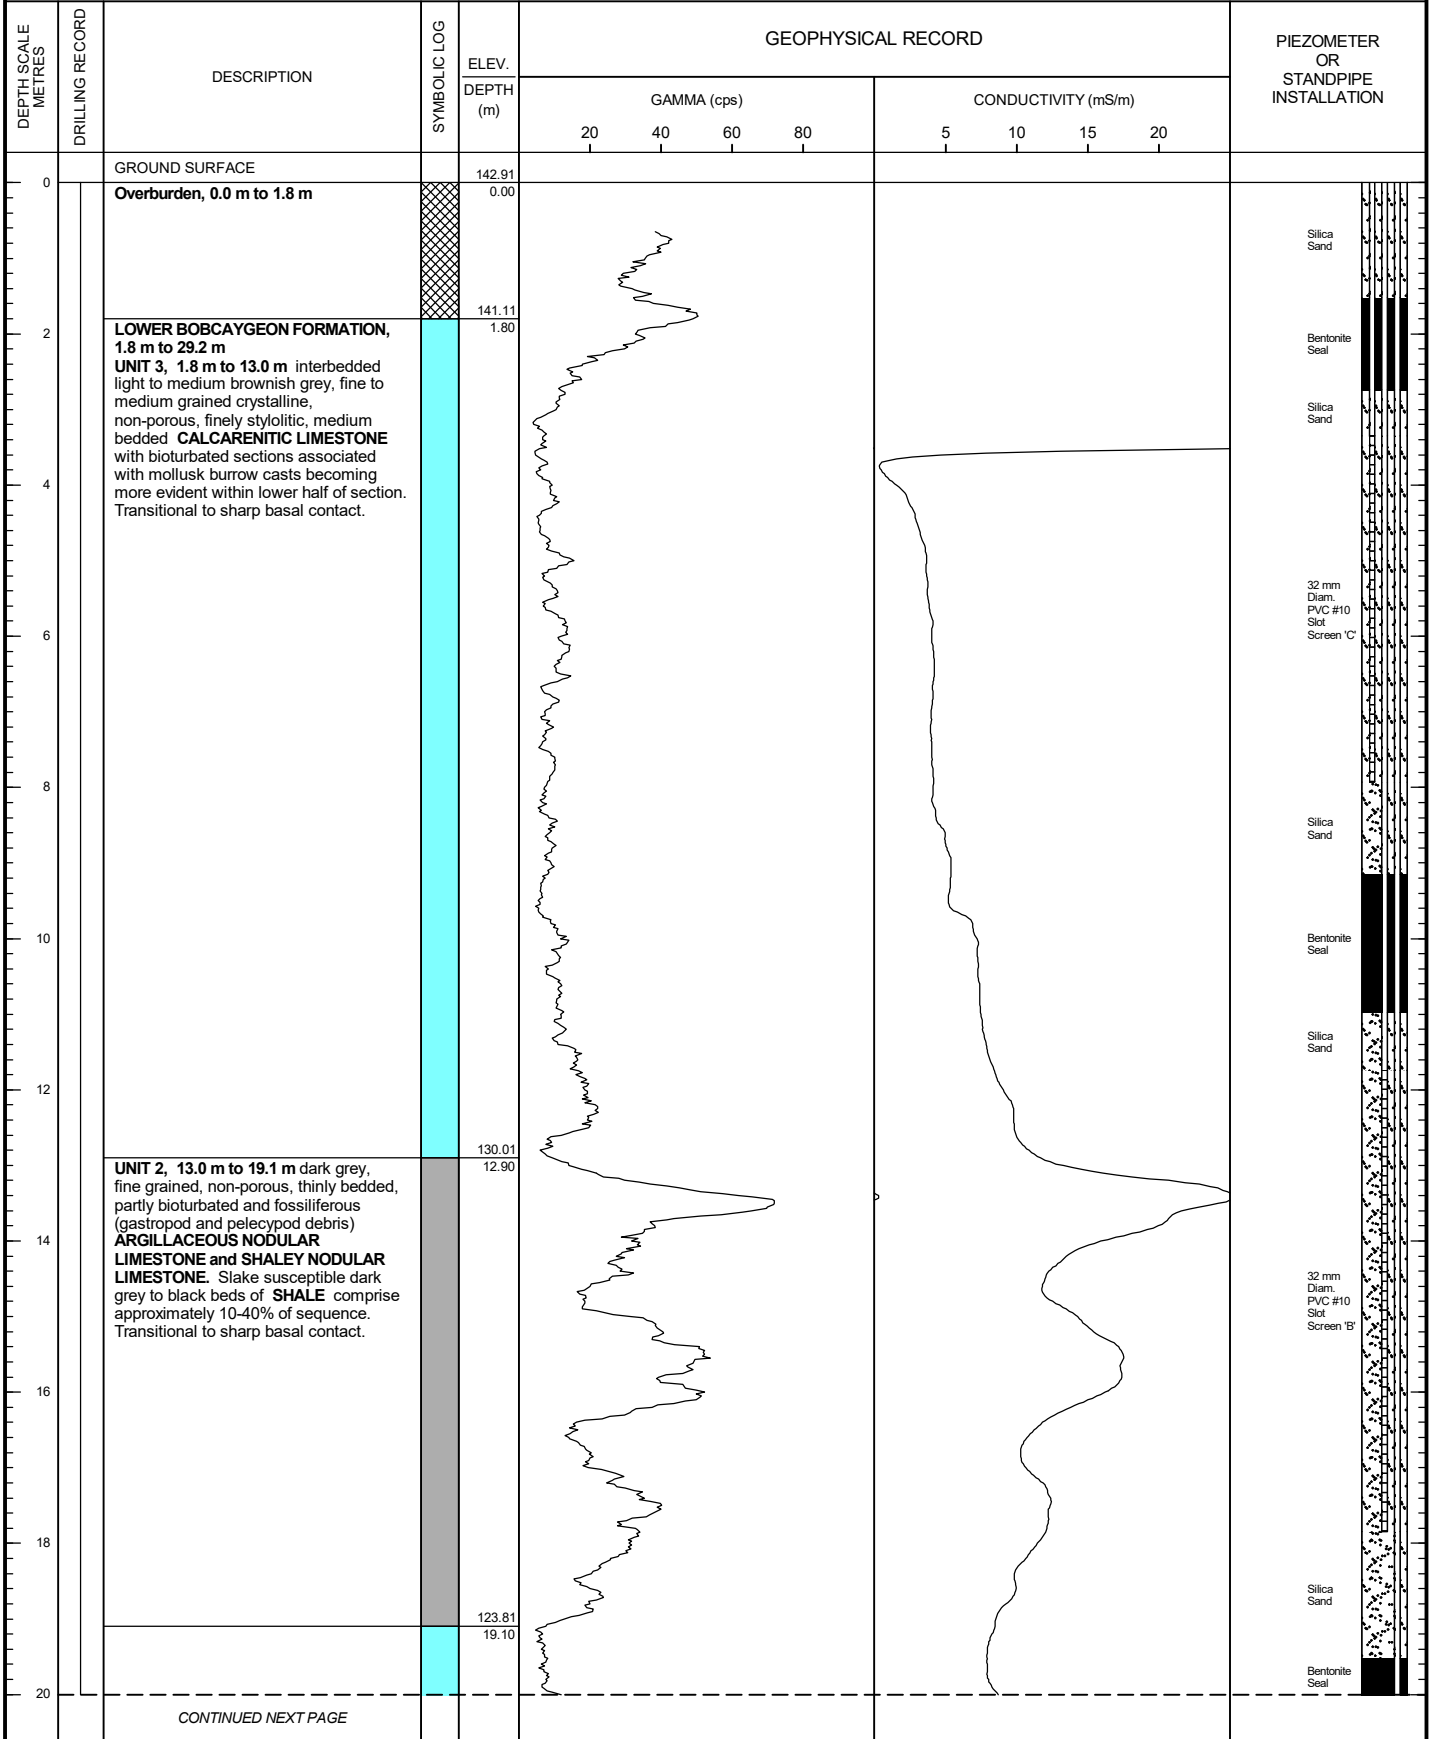 DEPTH SCALE
METRES
DRILLING RECORD
DESCRIPTION
SYMBOLIC LOG
ELEV.
DEPTH
(m)
GEOPHYSICAL RECORD
GAMMA (cps)
20 40 60 80
CONDUCTIVITY (mS/m)
5 10 15 20
PIEZOMETER
OR
STANDPIPE
INSTALLATION
GROUND SURFACE
142.91
0
Overburden, 0.0 m to 1.8 m
0.00
Silica
Sand
141.11
2
LOWER BOBCAYGEON FORMATION,
1.8 m to 29.2 m
UNIT 3, 1.8 m to 13.0 m interbedded
light to medium brownish grey, fine to
medium grained crystalline,
non-porous, finely stylolitic, medium
bedded CALCARENITIC LIMESTONE
with bioturbated sections associated
with mollusk burrow casts becoming
more evident within lower half of section.
Transitional to sharp basal contact.
1.80
Bentonite
Seal
Silica
Sand
4
32 mm
Diam.
PVC #10
Slot
Screen 'C'
6
8
Silica
Sand
10
Bentonite
Seal
Silica
Sand
12
130.01
UNIT 2, 13.0 m to 19.1 m dark grey,
fine grained, non-porous, thinly bedded,
partly bioturbated and fossiliferous
(gastropod and pelecypod debris)
ARGILLACEOUS NODULAR
LIMESTONE and SHALEY NODULAR
LIMESTONE. Slake susceptible dark
grey to black beds of SHALE comprise
approximately 10-40% of sequence.
Transitional to sharp basal contact.
12.90
14
32 mm
Diam.
PVC #10
Slot
Screen 'B'
16
18
Silica
Sand
123.81
19.10
Bentonite
Seal
20
CONTINUED NEXT PAGE